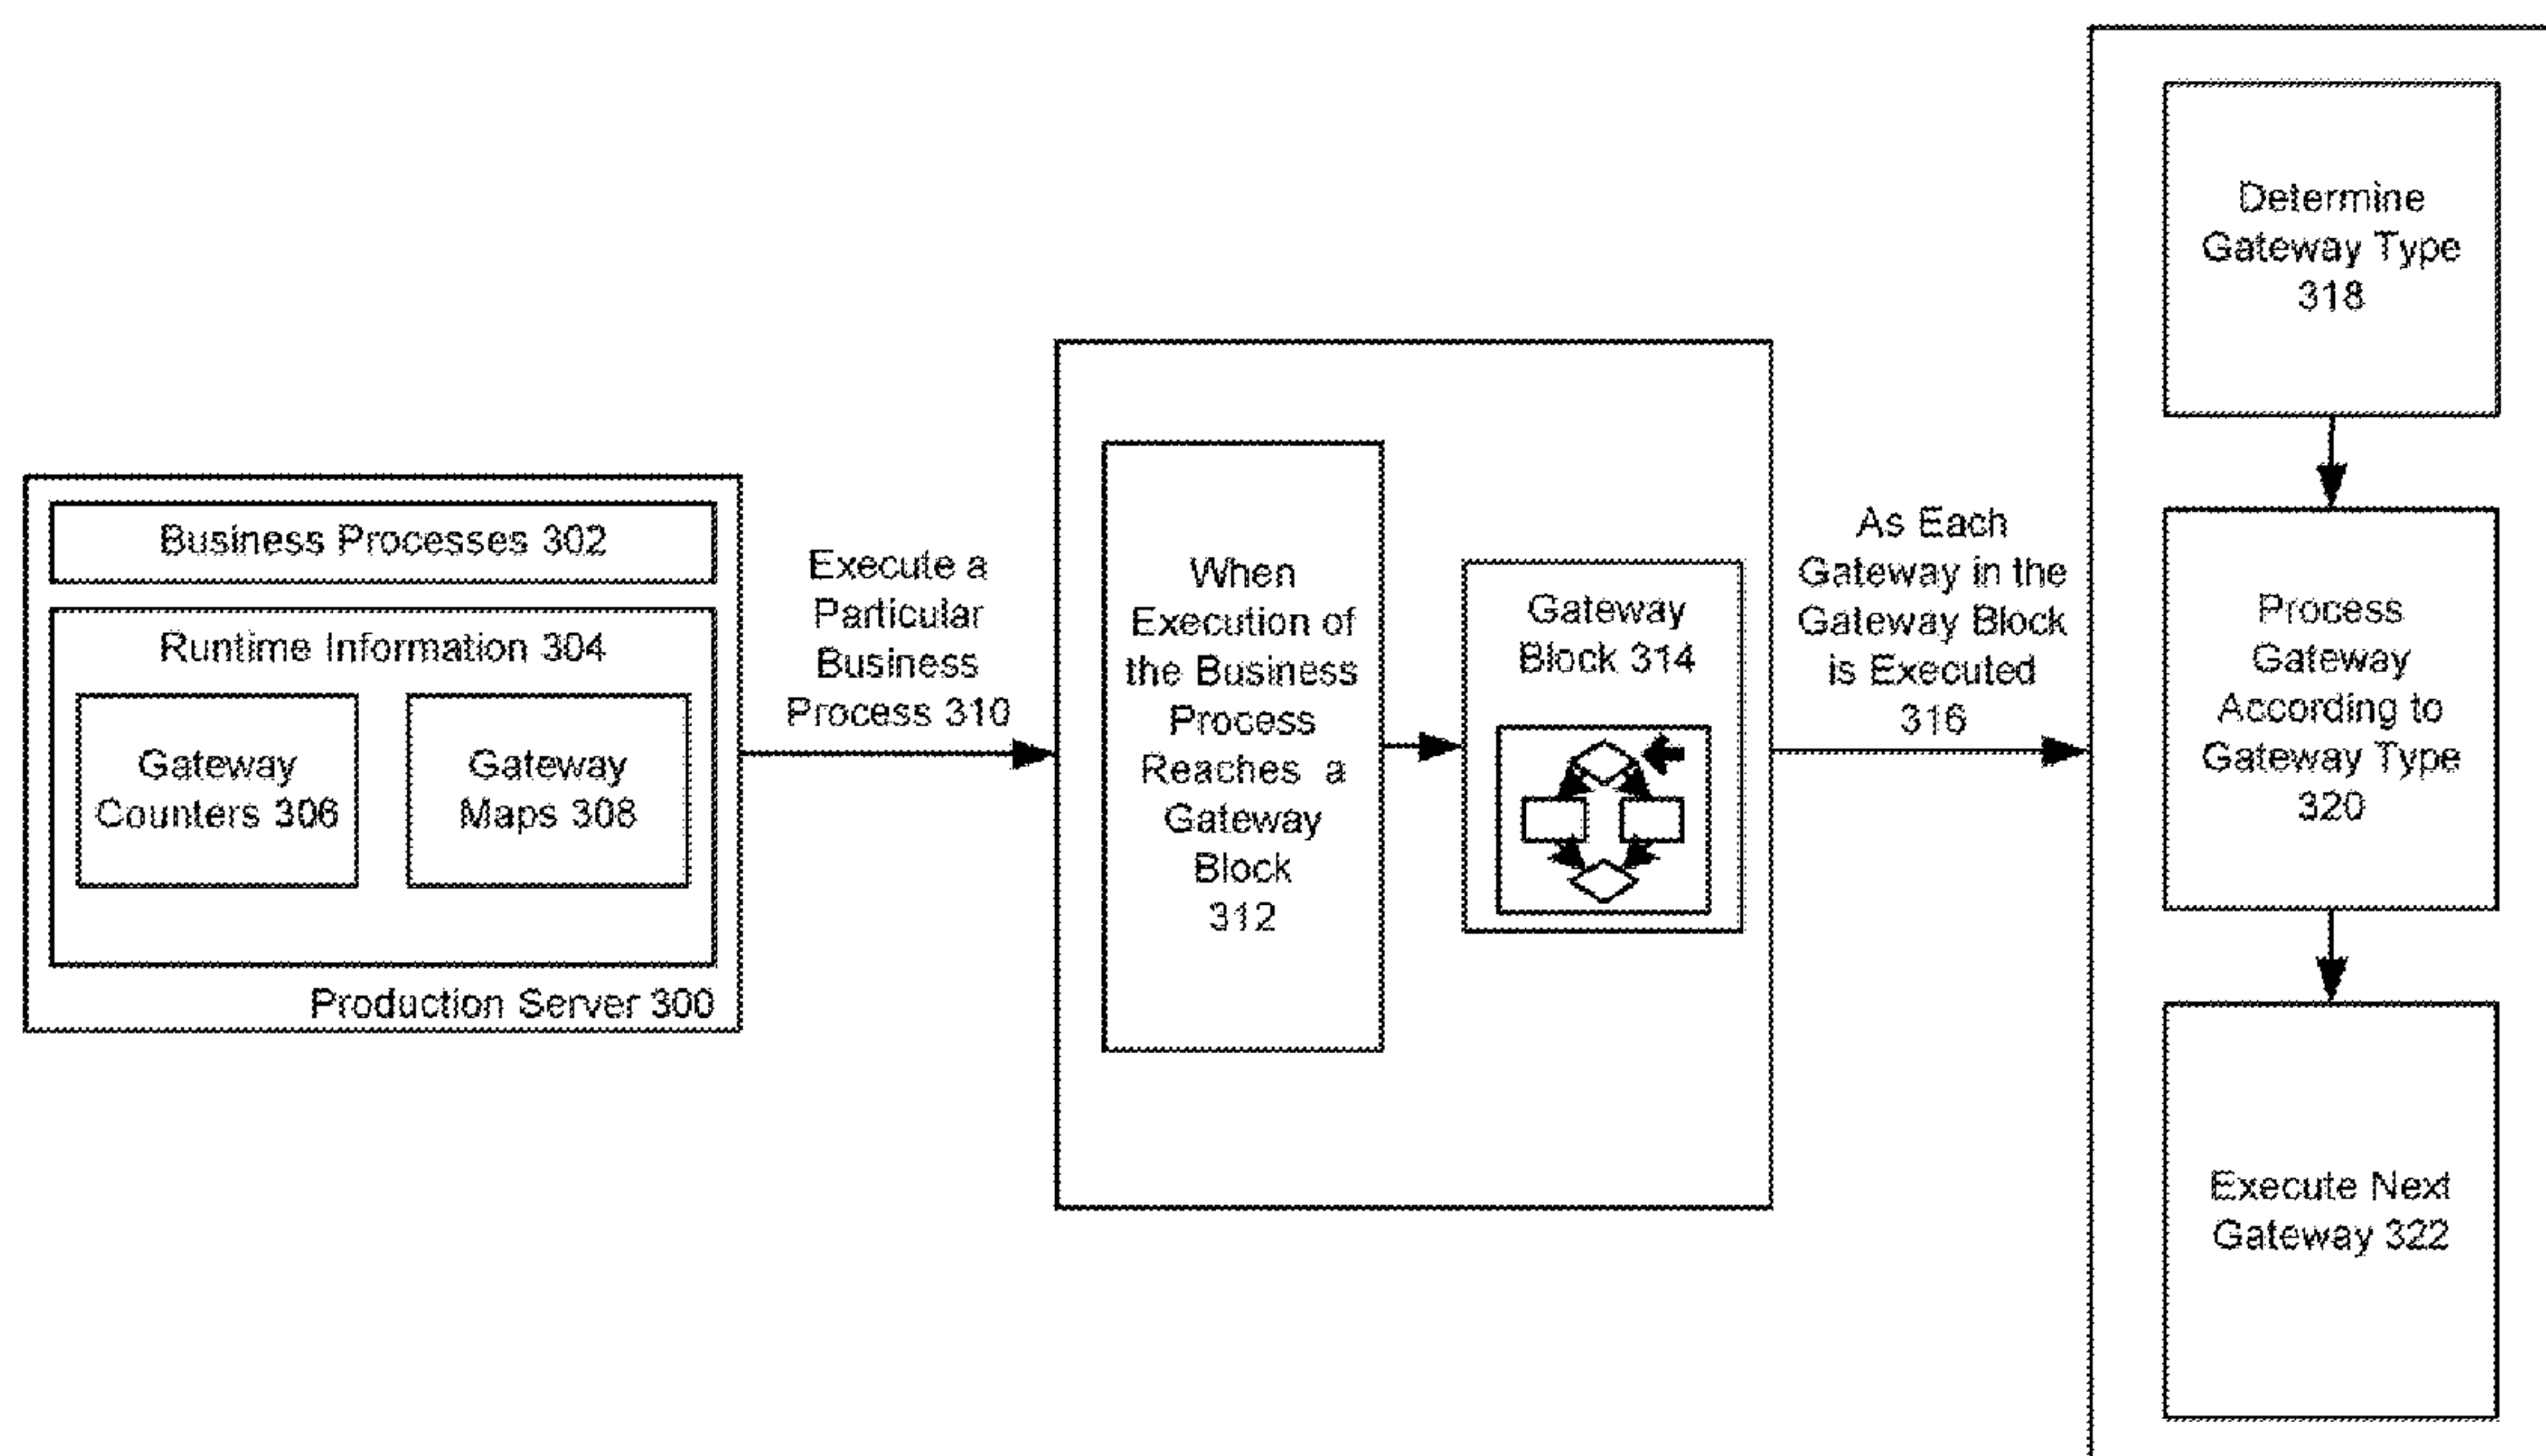 Business Processes 302
Runtime Information 304
Gateway
Counters 306
Gateway
Maps 308
Production Server 300
Execute a
Particular
Business
Process 310
When
Execution of
the Business
Process
Reaches a
Gateway
Block
312
Gateway
Block 314
As Each
Gateway in the
Gateway Block
is Executed
316
Determine
Gateway Type
318
Process
Gateway
According to
Gateway Type
320
Execute Next
Gateway 322